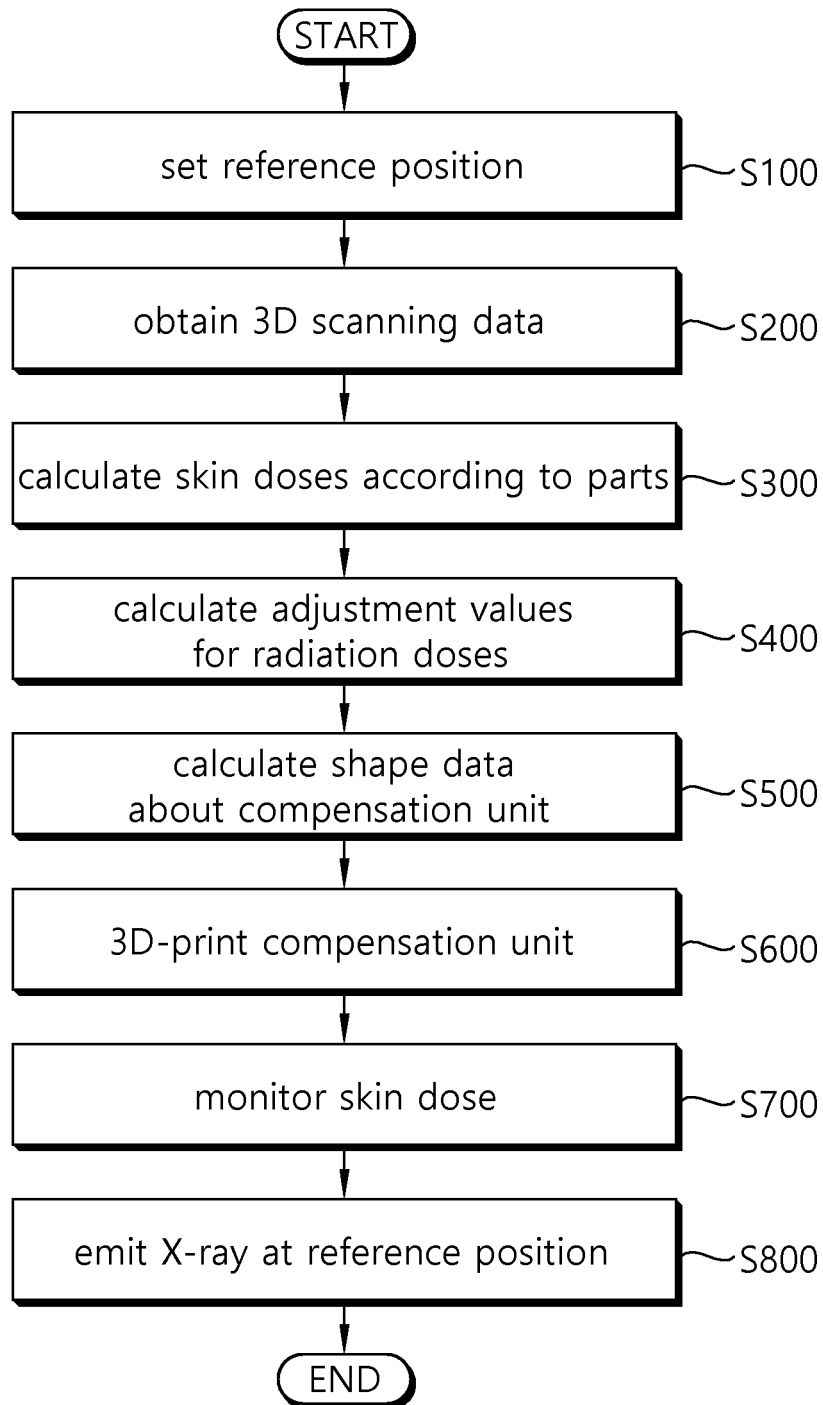 START
set reference position
S100
obtain 3D scanning data
S200
calculate skin doses according to parts
S300
calculate adjustment values
for radiation doses
S400
calculate shape data
about compensation unit
S500
3D-print compensation unit
S600
monitor skin dose
S700
emit X-ray at reference position
S800
END